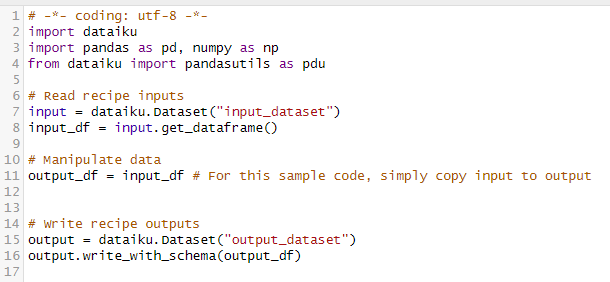 1 # -*- coding: utf-8 -*-
2 import dataiku
3 import pandas as pd, numpy as np
4 from dataiku import pandasutils as pdu
5
6 # Read recipe inputs
7 input = dataiku.Dataset("input_dataset")
8 input_df = input.get_dataframe()
9
10 # Manipulate data
11 output_df = input_df # For this sample code, simply copy input to output
12
13
14 # Write recipe outputs
15 output = dataiku.Dataset("output_dataset")
16 output.write_with_schema(output_df)
17